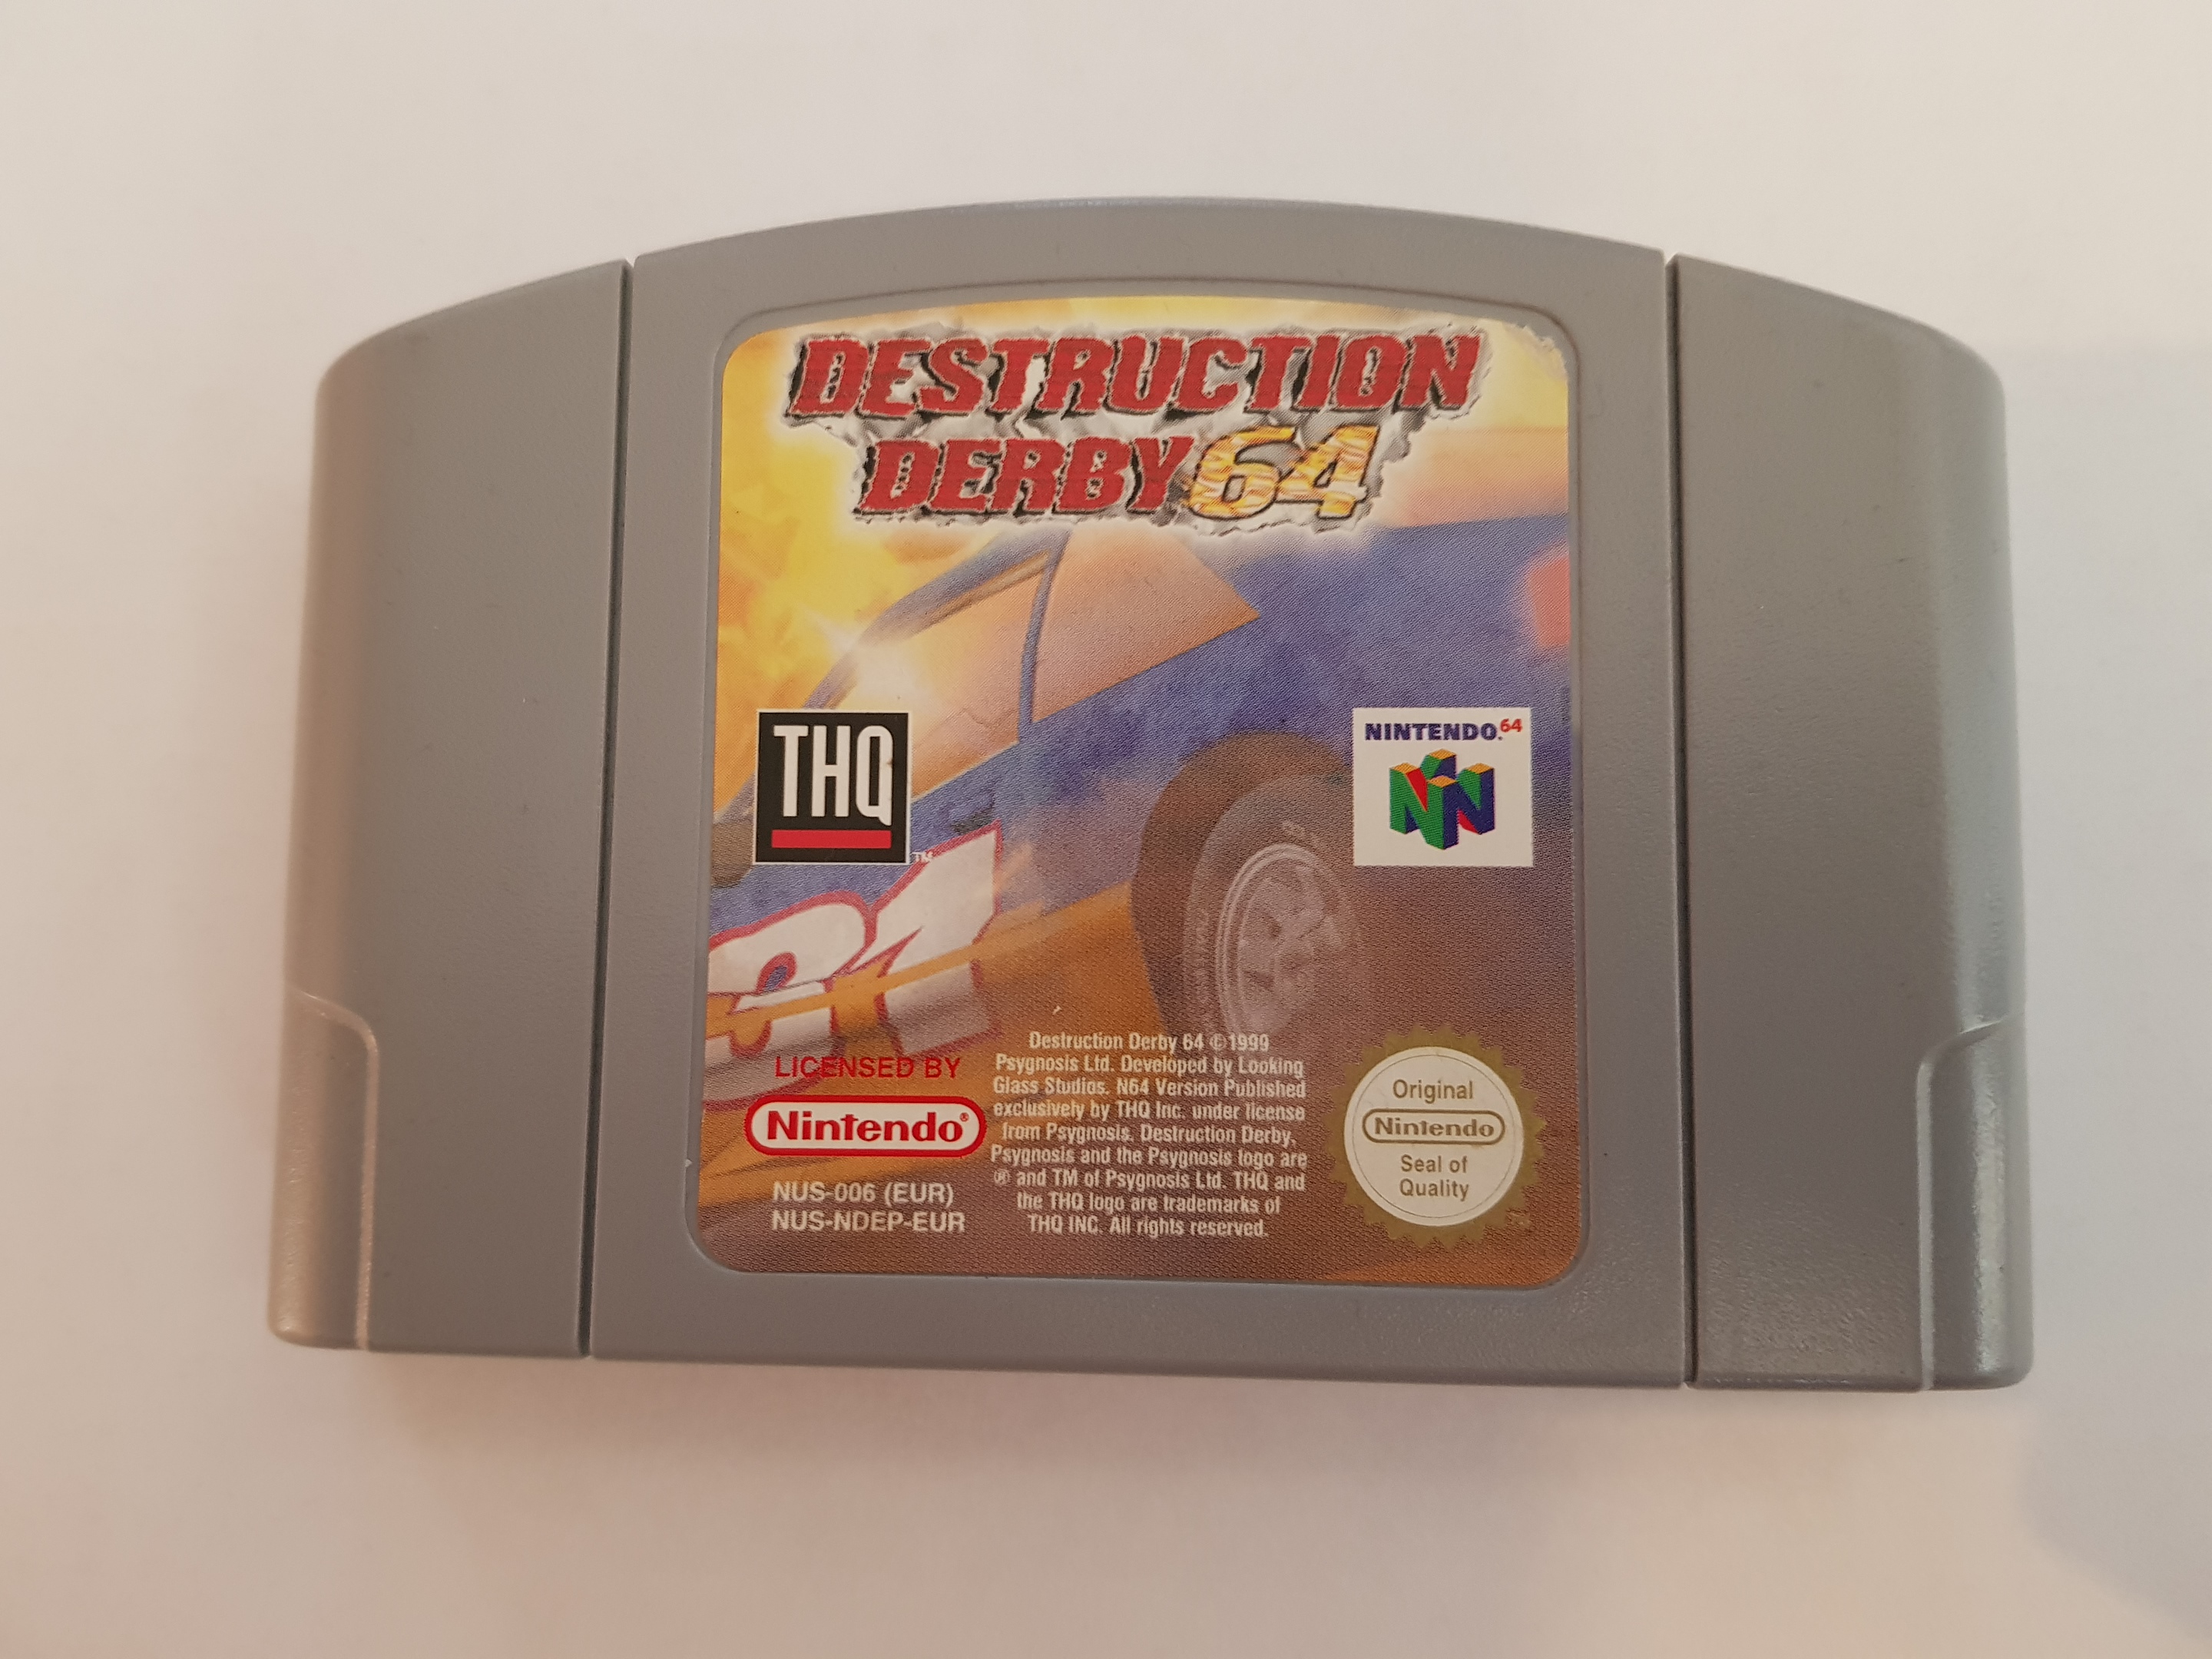 DESTRUCTION
DERBY 64
THQ
TM
NINTENDO.64
31
Destruction Derby 64 ©1999
Psygnosis Ltd. Developed by Looking
Glass Studios. N64 Version Published
exclusively by THQ Inc. under license
from Psygnosis. Destruction Derby,
Psygnosis and the Psygnosis logo are
® and TM of Psygnosis Ltd. THQ and
the THQ logo are trademarks of
THQ INC. All rights reserved.
LICENSED BY
Nintendo®
NUS-006 (EUR)
NUS-NDEP-EUR
Original
Nintendo
Seal of
Quality